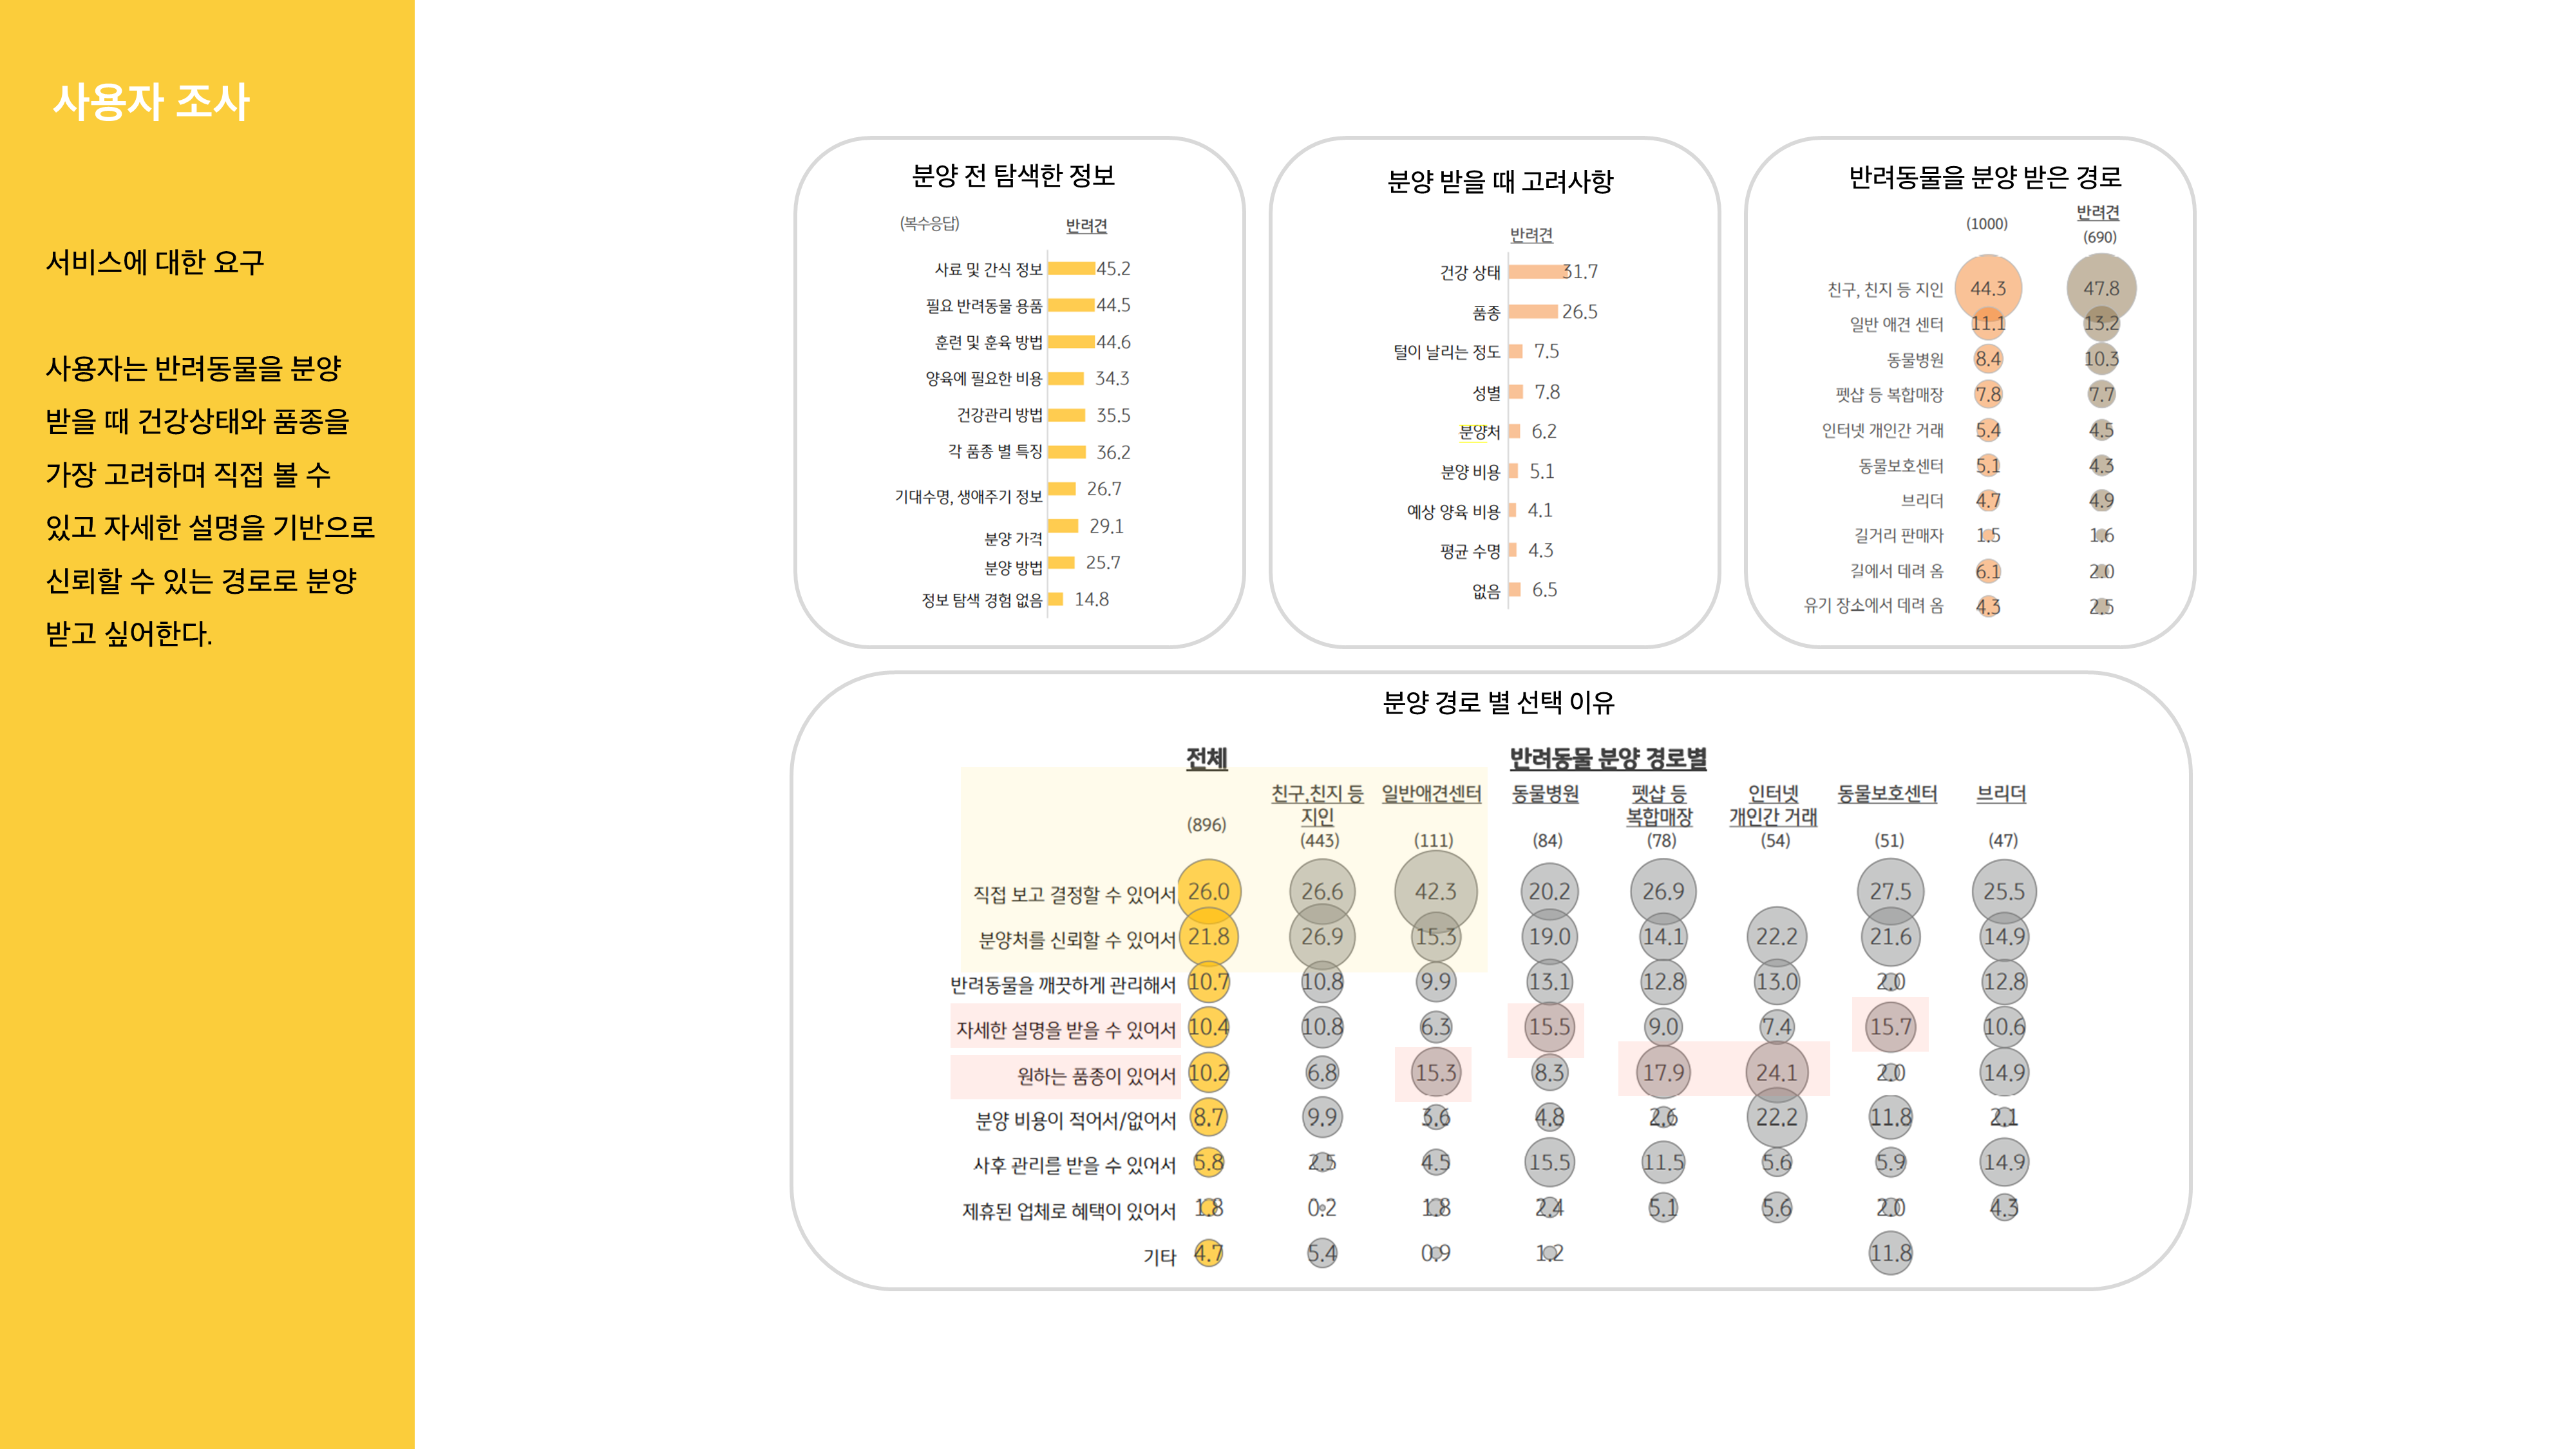 사용자 조사
서비스에 대한 요구
사용자는 반려동물을 분양
받을 때 건강상태와 품종을
가장 고려하며 직접 볼 수
있고 자세한 설명을 기반으로
신뢰할 수 있는 경로로 분양
받고 싶어한다.
분양 전 탐색한 정보
(복수응답) 반려견
사료 및 간식 정보 45.2
필요 반려동물 용품 44.5
훈련 및 훈육 방법 44.6
양육에 필요한 비용 34.3
건강관리 방법 35.5
각 품종 별 특징 36.2
기대수명, 생애주기 정보 26.7
분양 가격 29.1
분양 방법 25.7
정보 탐색 경험 없음 14.8
분양 받을 때 고려사항
반려견
건강 상태 31.7
품종 26.5
털이 날리는 정도 7.5
성별 7.8
분양처 6.2
분양 비용 5.1
예상 양육 비용 4.1
평균 수명 4.3
없음 6.5
반려동물을 분양 받은 경로
반려견
(1000) (690)
친구, 친지 등 지인 44.3 47.8
일반 애견 센터 11.1 13.2
동물병원 8.4 10.3
펫샵 등 복합매장 7.8 7.7
인터넷 개인간 거래 5.4 4.5
동물보호센터 5.1 4.3
브리더 4.7 4.9
길거리 판매자 1.5 1.6
길에서 데려 옴 6.1 2.0
유기 장소에서 데려 옴 4.3 2.5
분양 경로 별 선택 이유
전체 반려동물 분양 경로별
친구,친지 등 일반애견센터 동물병원 펫샵 등 인터넷 동물보호센터 브리더
지인 복합매장 개인간 거래
(896) (443) (111) (84) (78) (54) (51) (47)
직접 보고 결정할 수 있어서 26.0 26.6 42.3 20.2 26.9 27.5 25.5
분양처를 신뢰할 수 있어서 21.8 26.9 15.3 19.0 14.1 22.2 21.6 14.9
반려동물을 깨끗하게 관리해서 10.7 10.8 9.9 13.1 12.8 13.0 2.0 12.8
자세한 설명을 받을 수 있어서 10.4 10.8 6.3 15.5 9.0 7.4 15.7 10.6
원하는 품종이 있어서 10.2 6.8 15.3 8.3 17.9 24.1 2.0 14.9
분양 비용이 적어서/없어서 8.7 9.9 3.6 4.8 2.6 22.2 11.8 2.1
사후 관리를 받을 수 있어서 5.8 2.5 4.5 15.5 11.5 5.6 5.9 14.9
제휴된 업체로 혜택이 있어서 1.8 0.2 1.8 2.4 5.1 5.6 2.0 4.3
기타 4.7 5.4 0.9 1.2 11.8